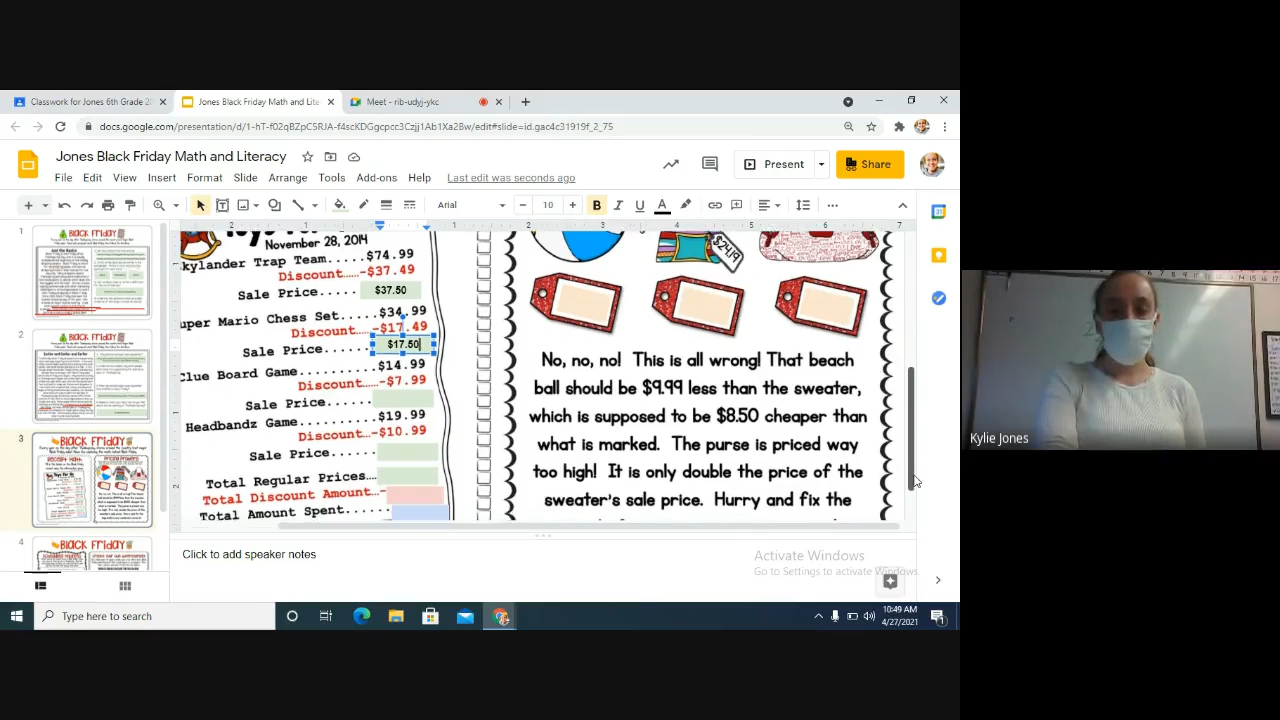 Classwork for Jones 6th Grade 2
Jones Black Friday Math and Lite
Meet - rib-udyj-ykc
docs.google.com/presentation/d/1-hT-f02qBZpC5RJA-f4scKDGgcpcc3Czjj1Ab1Xa2Bw/edit#slide=id.gac4c31919f_2_75
Jones Black Friday Math and Literacy
File Edit View Insert Format Slide Arrange Tools Add-ons Help Last edit was seconds ago
Present
Share
Arial
10
1
2
3
4
BLACK FRIDAY
November 28, 2014
kylander Trap Team.....$74.99
Discount....-$37.49
Sale Price... $37.50
uper Mario Chess Set.....$34.99
Discount....-$17.49
Sale Price... $17.50
Clue Board Game..........$14.99
Discount....-$7.99
Sale Price..
Headbandz Game..........$19.99
Discount...-$10.99
Sale Price..
Total Regular Prices...
Total Discount Amount..-
Total Amount Spent.....
$24.19
No, no, no! This is all wrong! That beach
ball should be $9.99 less than the sweater,
which is supposed to be $8.50 cheaper than
what is marked. The purse is priced way
too high! It is only double the price of the
sweater's sale price. Hurry and fix the
Click to add speaker notes
Activate Windows
Go to Settings to activate Windows.
Type here to search
10:49 AM
4/27/2021
Kylie Jones